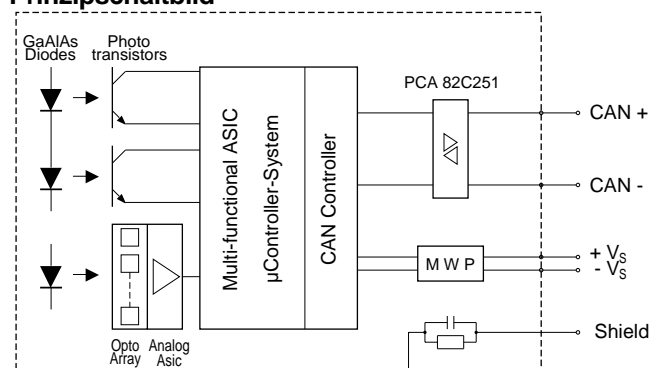 Prinzipschaltbild
GaAlAs
Diodes
Photo
transistors
Multi-functional ASIC
µController-System
CAN Controller
PCA 82C251
CAN +
CAN -
M W P
+ VS
- VS
Shield
Opto
Array
Analog
Asic